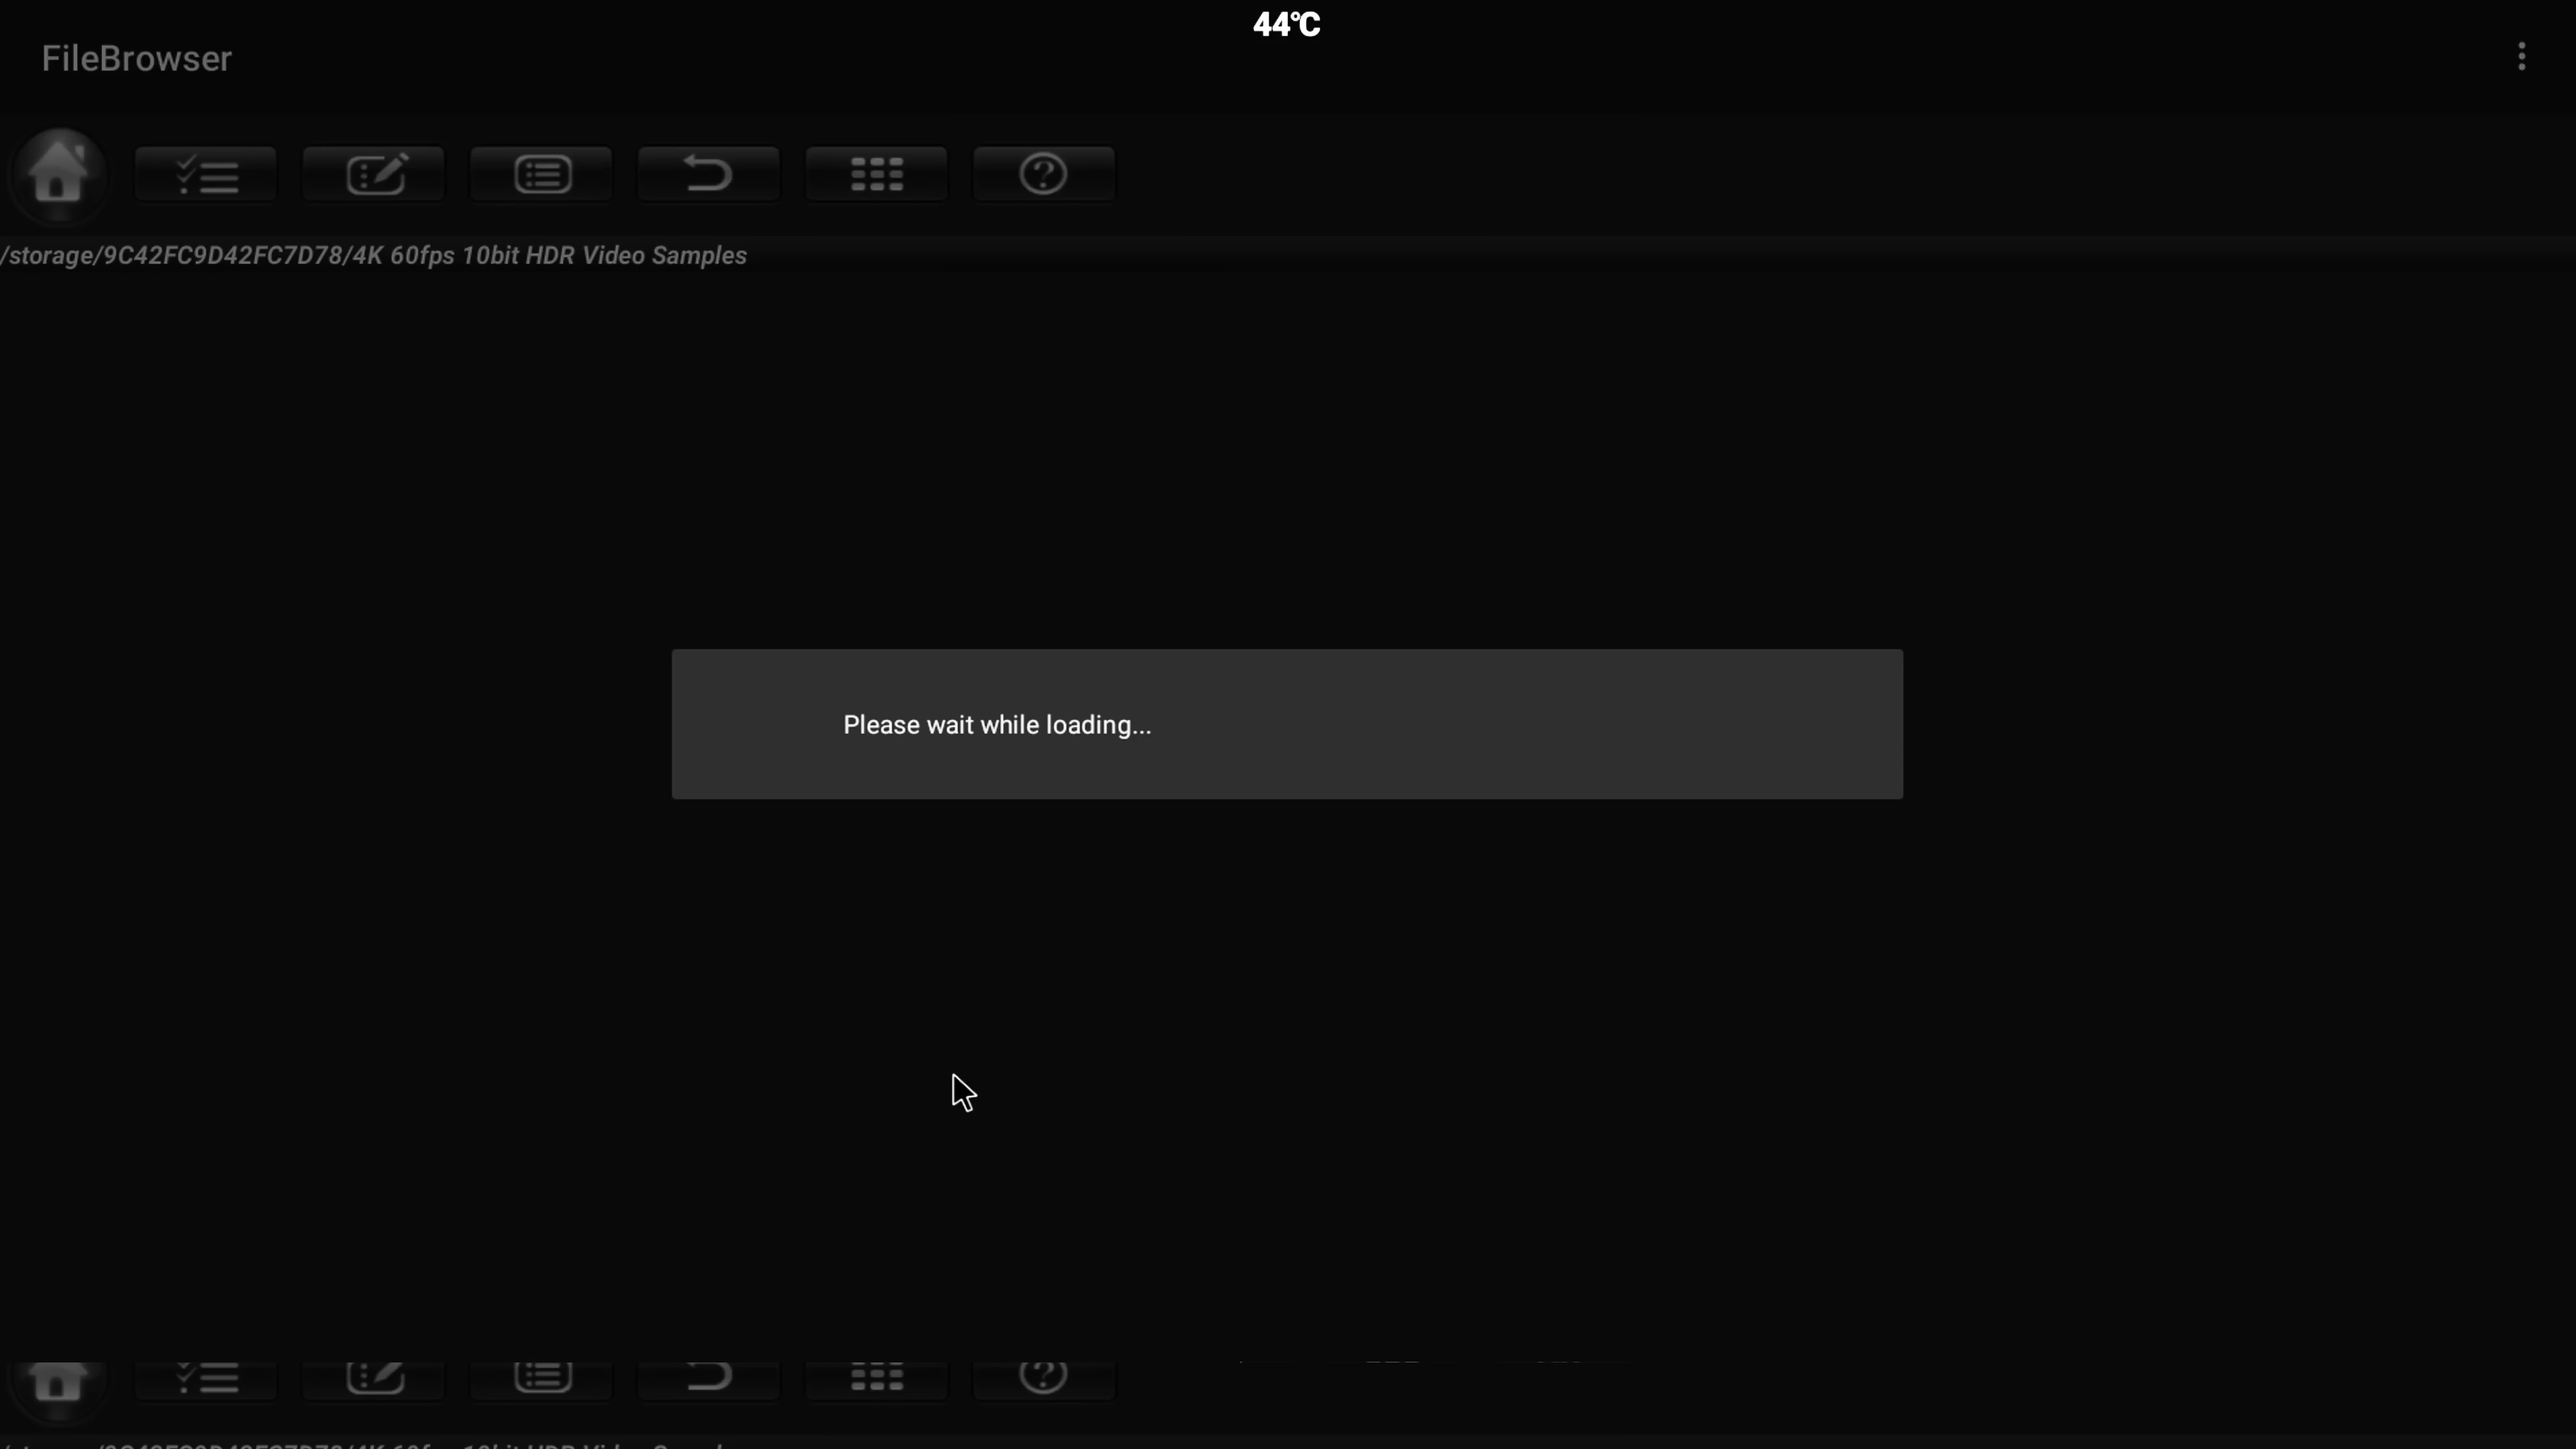 44℃
FileBrowser
/storage/9C42FC9D42FC7D78/4K 60fps 10bit HDR Video Samples
Please wait while loading...